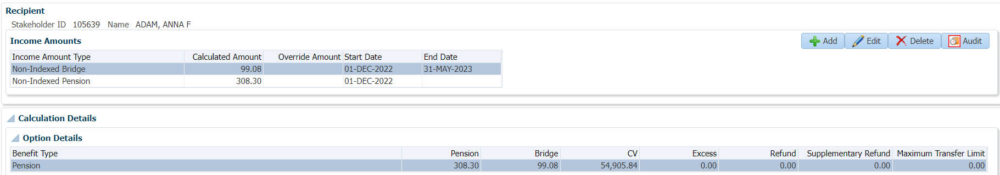 Recipient
Stakeholder ID 105639 Name ADAM, ANNA F
Income Amounts
Add Edit Delete Audit
Income Amount Type Calculated Amount Override Amount Start Date End Date
Non-Indexed Bridge 99.08 01-DEC-2022 31-MAY-2023
Non-Indexed Pension 308.30 01-DEC-2022
Calculation Details
Option Details
Benefit Type Pension Bridge CV Excess Refund Supplementary Refund Maximum Transfer Limit
Pension 308.30 99.08 54,905.84 0.00 0.00 0.00 0.00